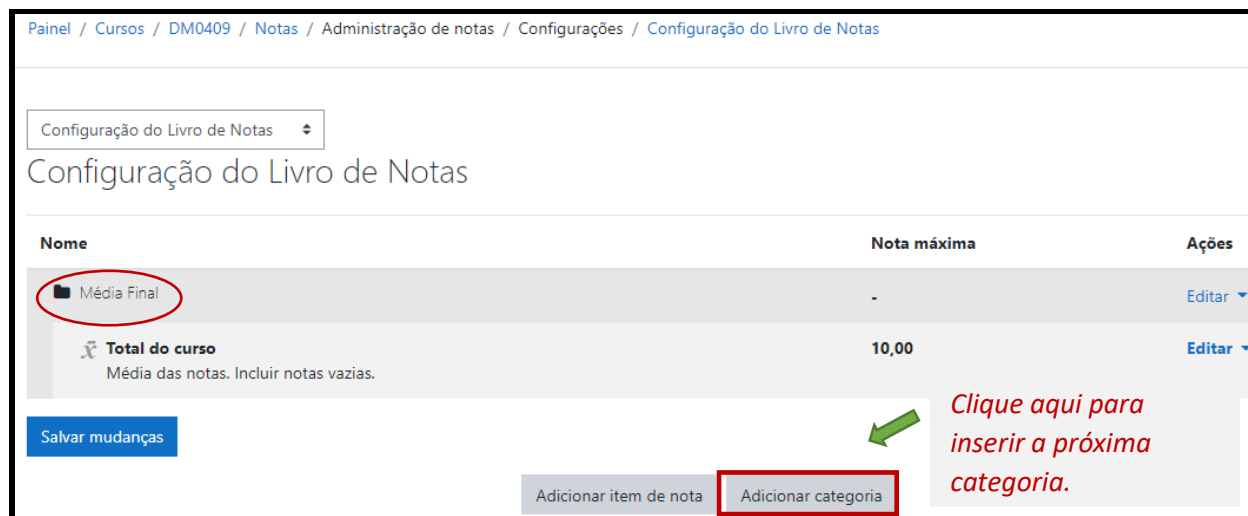 Painel / Cursos / DM0409 / Notas / Administração de notas / Configurações / Configuração do Livro de Notas
Configuração do Livro de Notas
Configuração do Livro de Notas
Nome Nota máxima Ações
Média Final - Editar
Total do curso 10,00 Editar
Média das notas. Incluir notas vazias.
Clique aqui para
inserir a próxima
categoria.
Salvar mudanças
Adicionar item de nota Adicionar categoria